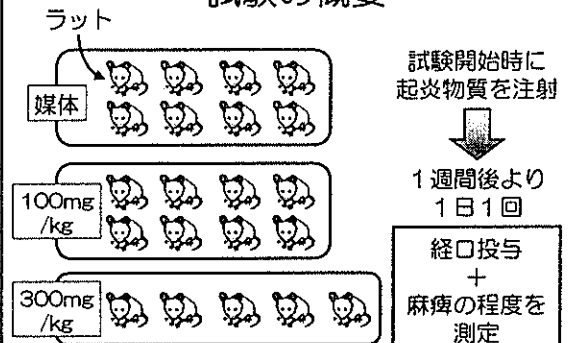 試験の概要
ラット
媒体
100mg
/kg
300mg
/kg
試験開始時に
起炎物質を注射
1週間後より
1日1回
経口投与
+
麻痺の程度を
測定